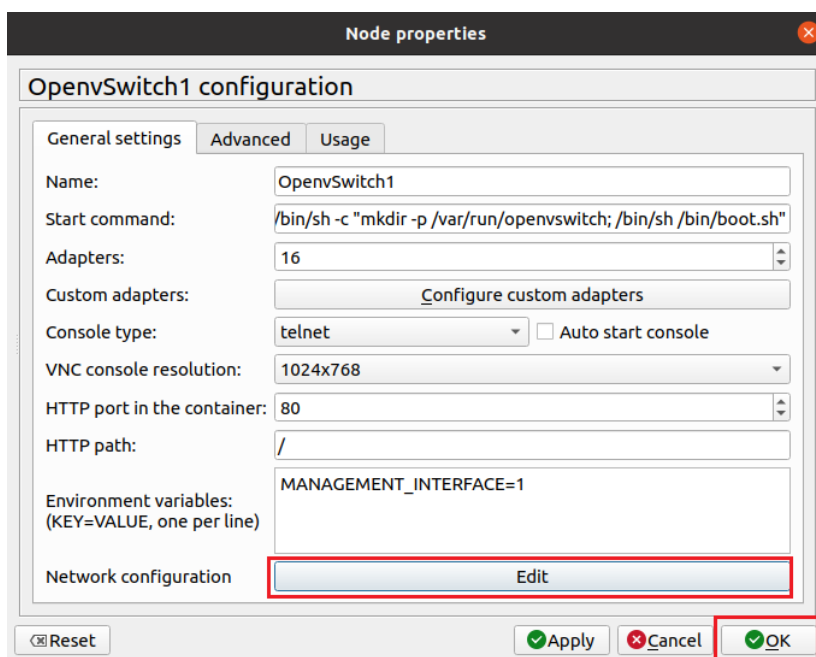 Node properties
OpenvSwitch1 configuration
General settings Advanced Usage
Name: OpenvSwitch1
Start command: /bin/sh -c "mkdir -p /var/run/openvswitch; /bin/sh /bin/boot.sh"
Adapters: 16
Custom adapters: Configure custom adapters
Console type: telnet Auto start console
VNC console resolution: 1024x768
HTTP port in the container: 80
HTTP path: /
Environment variables:
(KEY=VALUE, one per line)
MANAGEMENT_INTERFACE=1
Network configuration Edit
Reset Apply Cancel OK